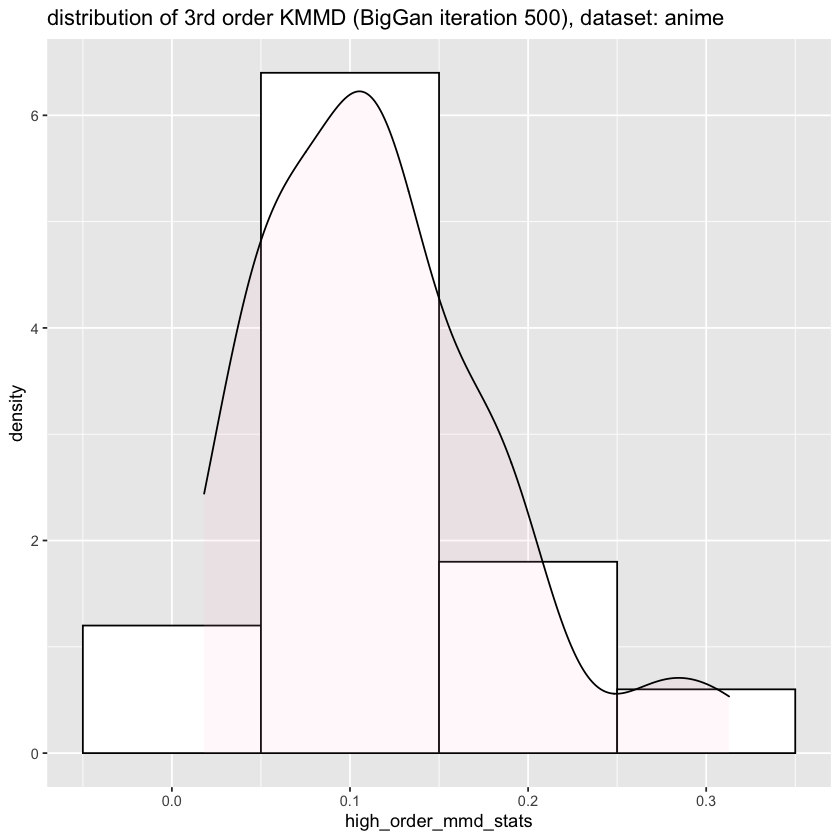 distribution of 3rd order KMMD (BigGan iteration 500), dataset: anime
6
4
2
0
density
0.0 0.1 0.2 0.3
high_order_mmd_stats